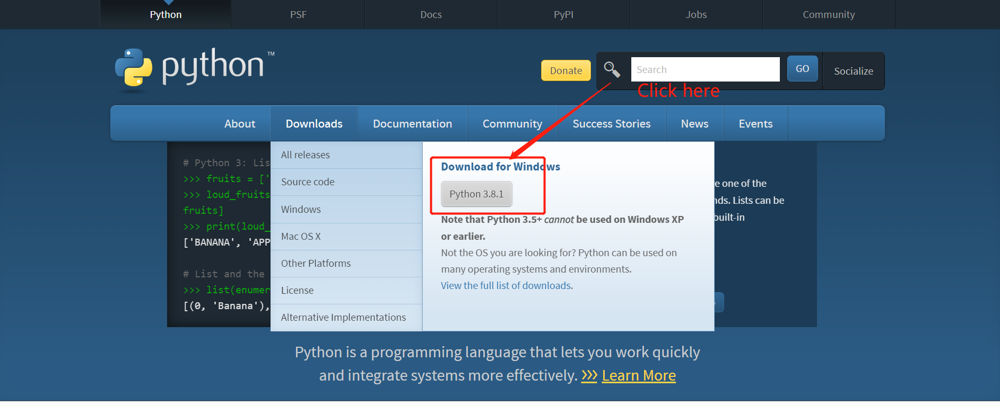 Python PSF Docs PyPI Jobs Community
python™
Donate Search GO Socialize
Click here
About Downloads Documentation Community Success Stories News Events
All releases
Source code
Windows
Mac OS X
Other Platforms
License
Alternative Implementations
Download for Windows
Python 3.8.1
Note that Python 3.5+ cannot be used on Windows XP
or earlier.
Not the OS you are looking for? Python can be used on
many operating systems and environments.
View the full list of downloads.
# Python 3: Lis
>>> fruits = ['
>>> loud_fruits
fruits]
>>> print(loud_
['BANANA', 'APP
# List and the
>>> list(enumer
[(0, 'Banana'),
e one of the
nds. Lists can be
built-in
Python is a programming language that lets you work quickly
and integrate systems more effectively. >>> Learn More